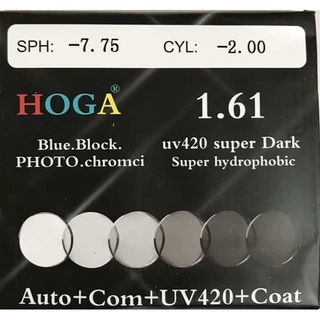 SPH: -7.75 CYL: -2.00
HOGA® 1.61
Blue.Block. uv420 super Dark
PHOTO.chromci Super hydrophobic
Auto+Com+UV420+Coat